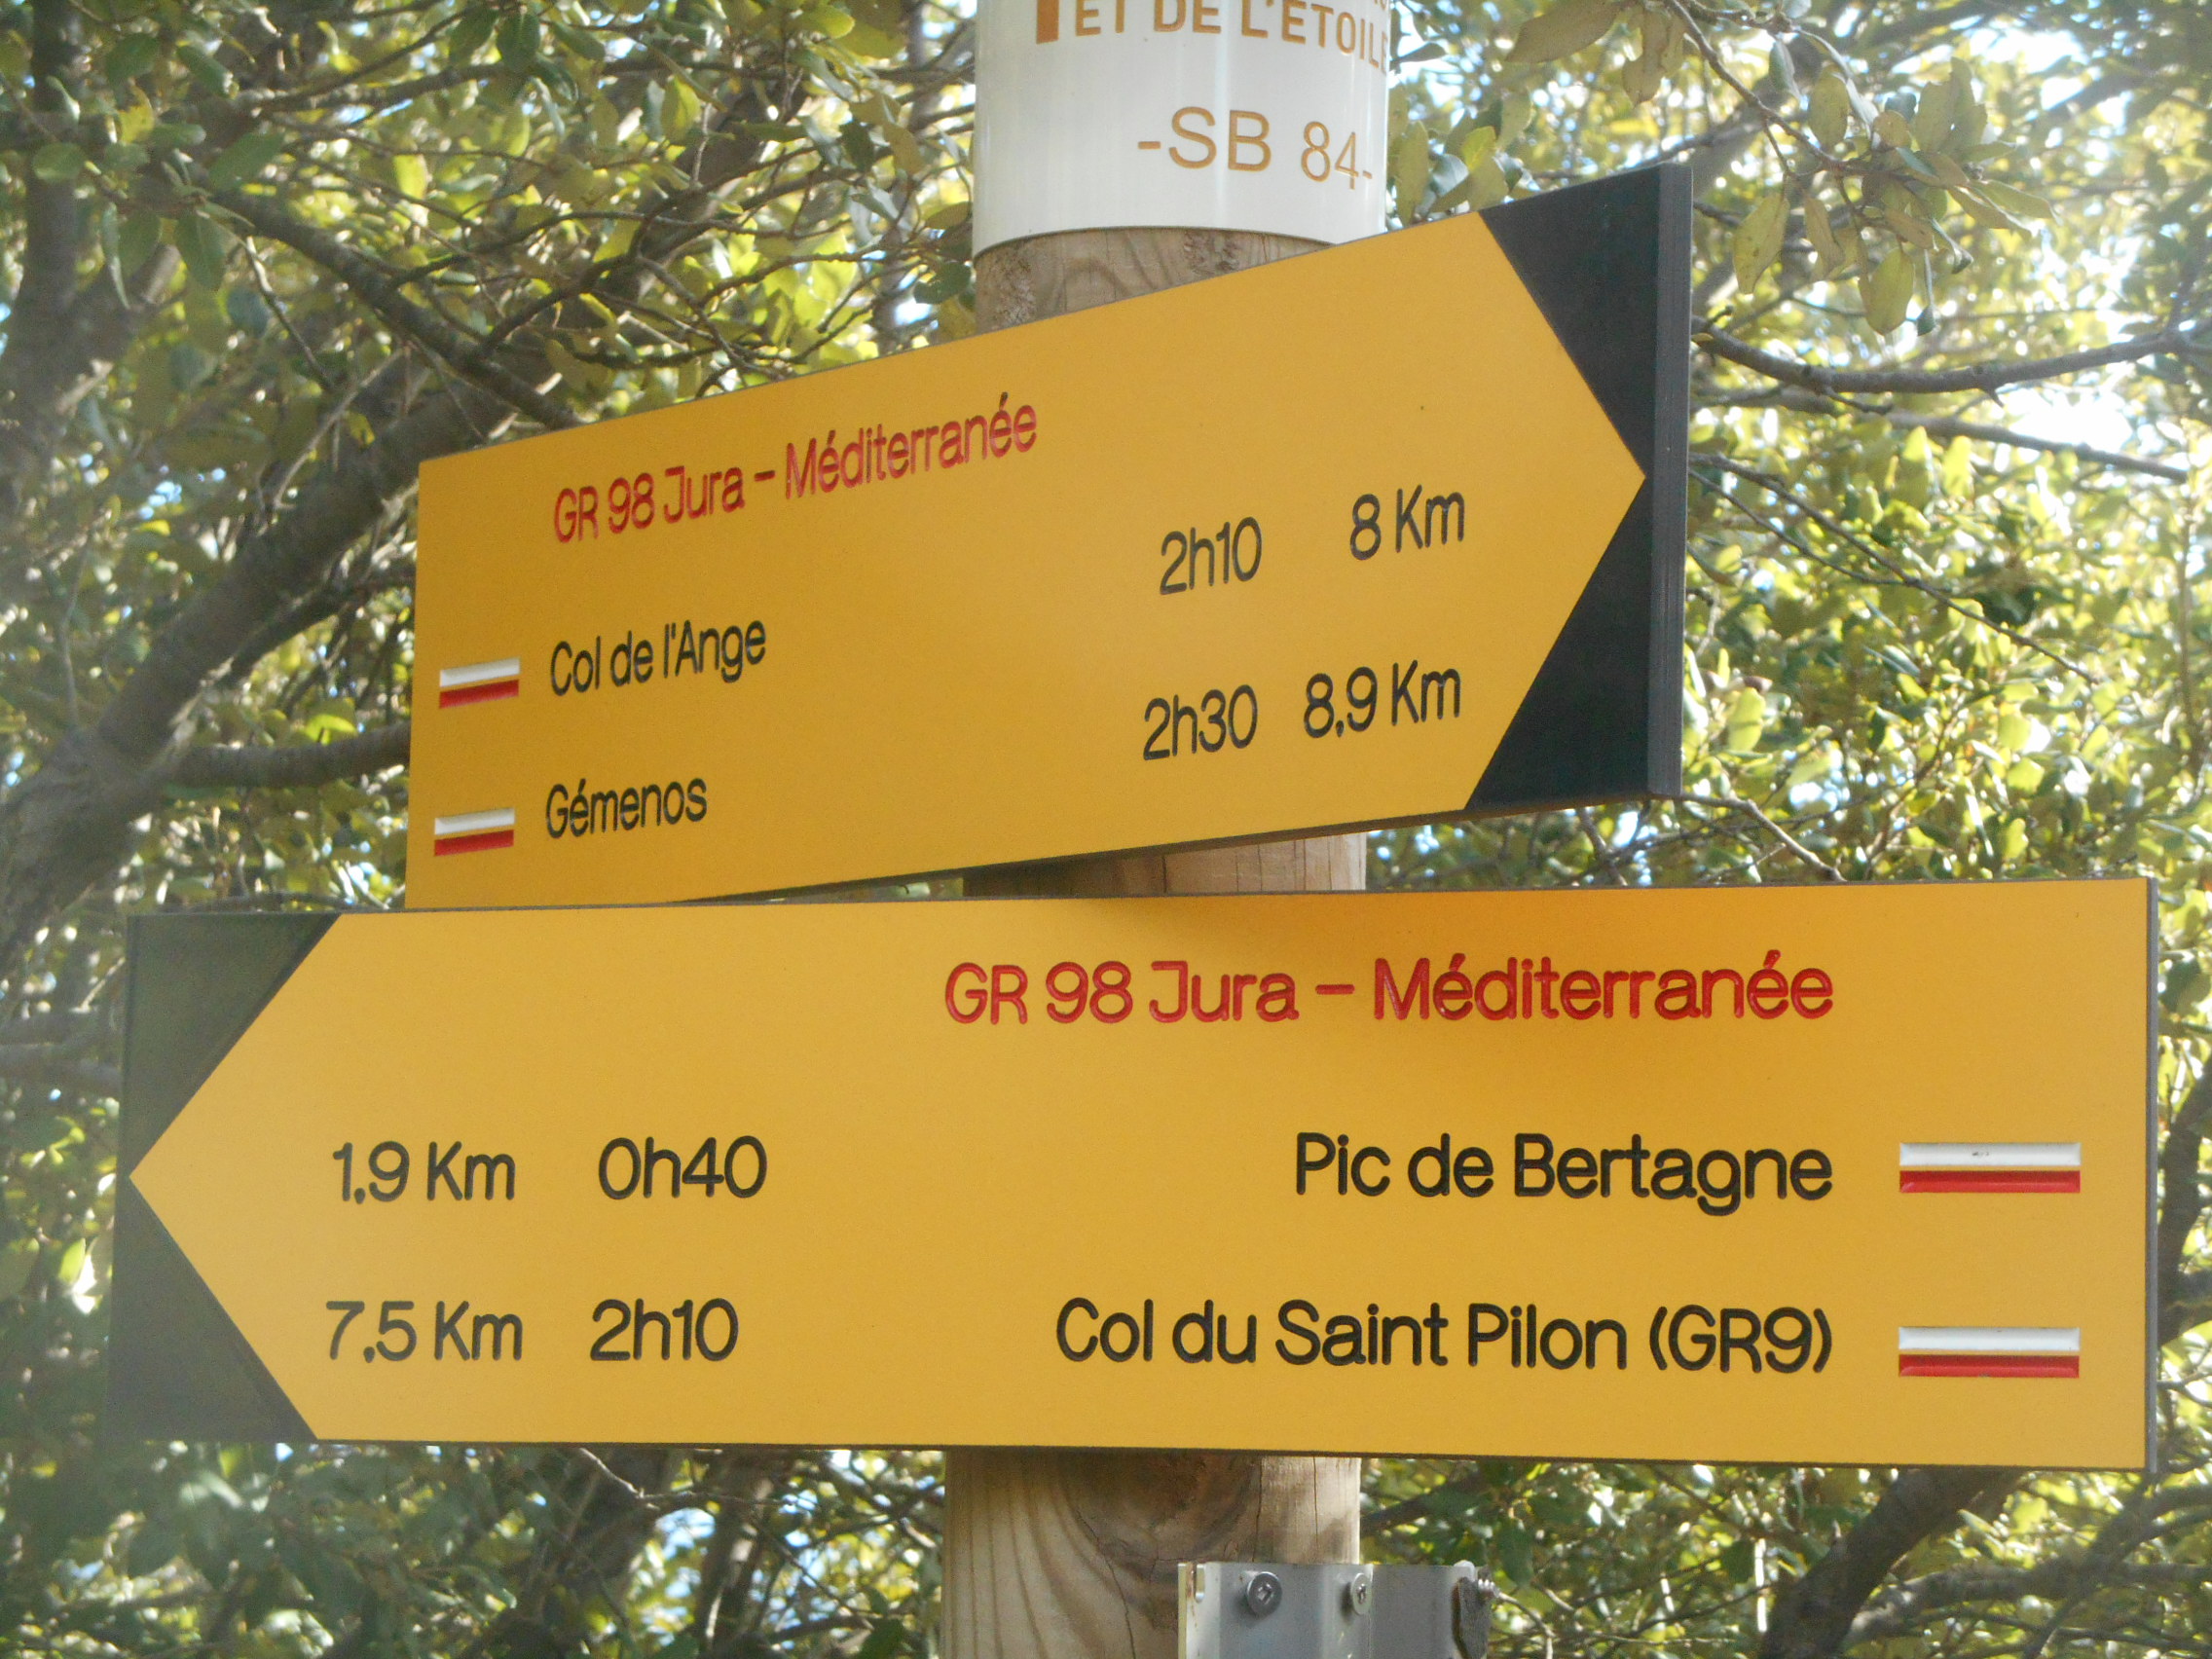 ET DE L'ETOILE
-SB 84-
GR 98 Jura - Méditerranée
Col de l'Ange 2h10 8 Km
Gémenos 2h30 8,9 Km
GR 98 Jura - Méditerranée
1,9 Km 0h40 Pic de Bertagne
7,5 Km 2h10 Col du Saint Pilon (GR9)